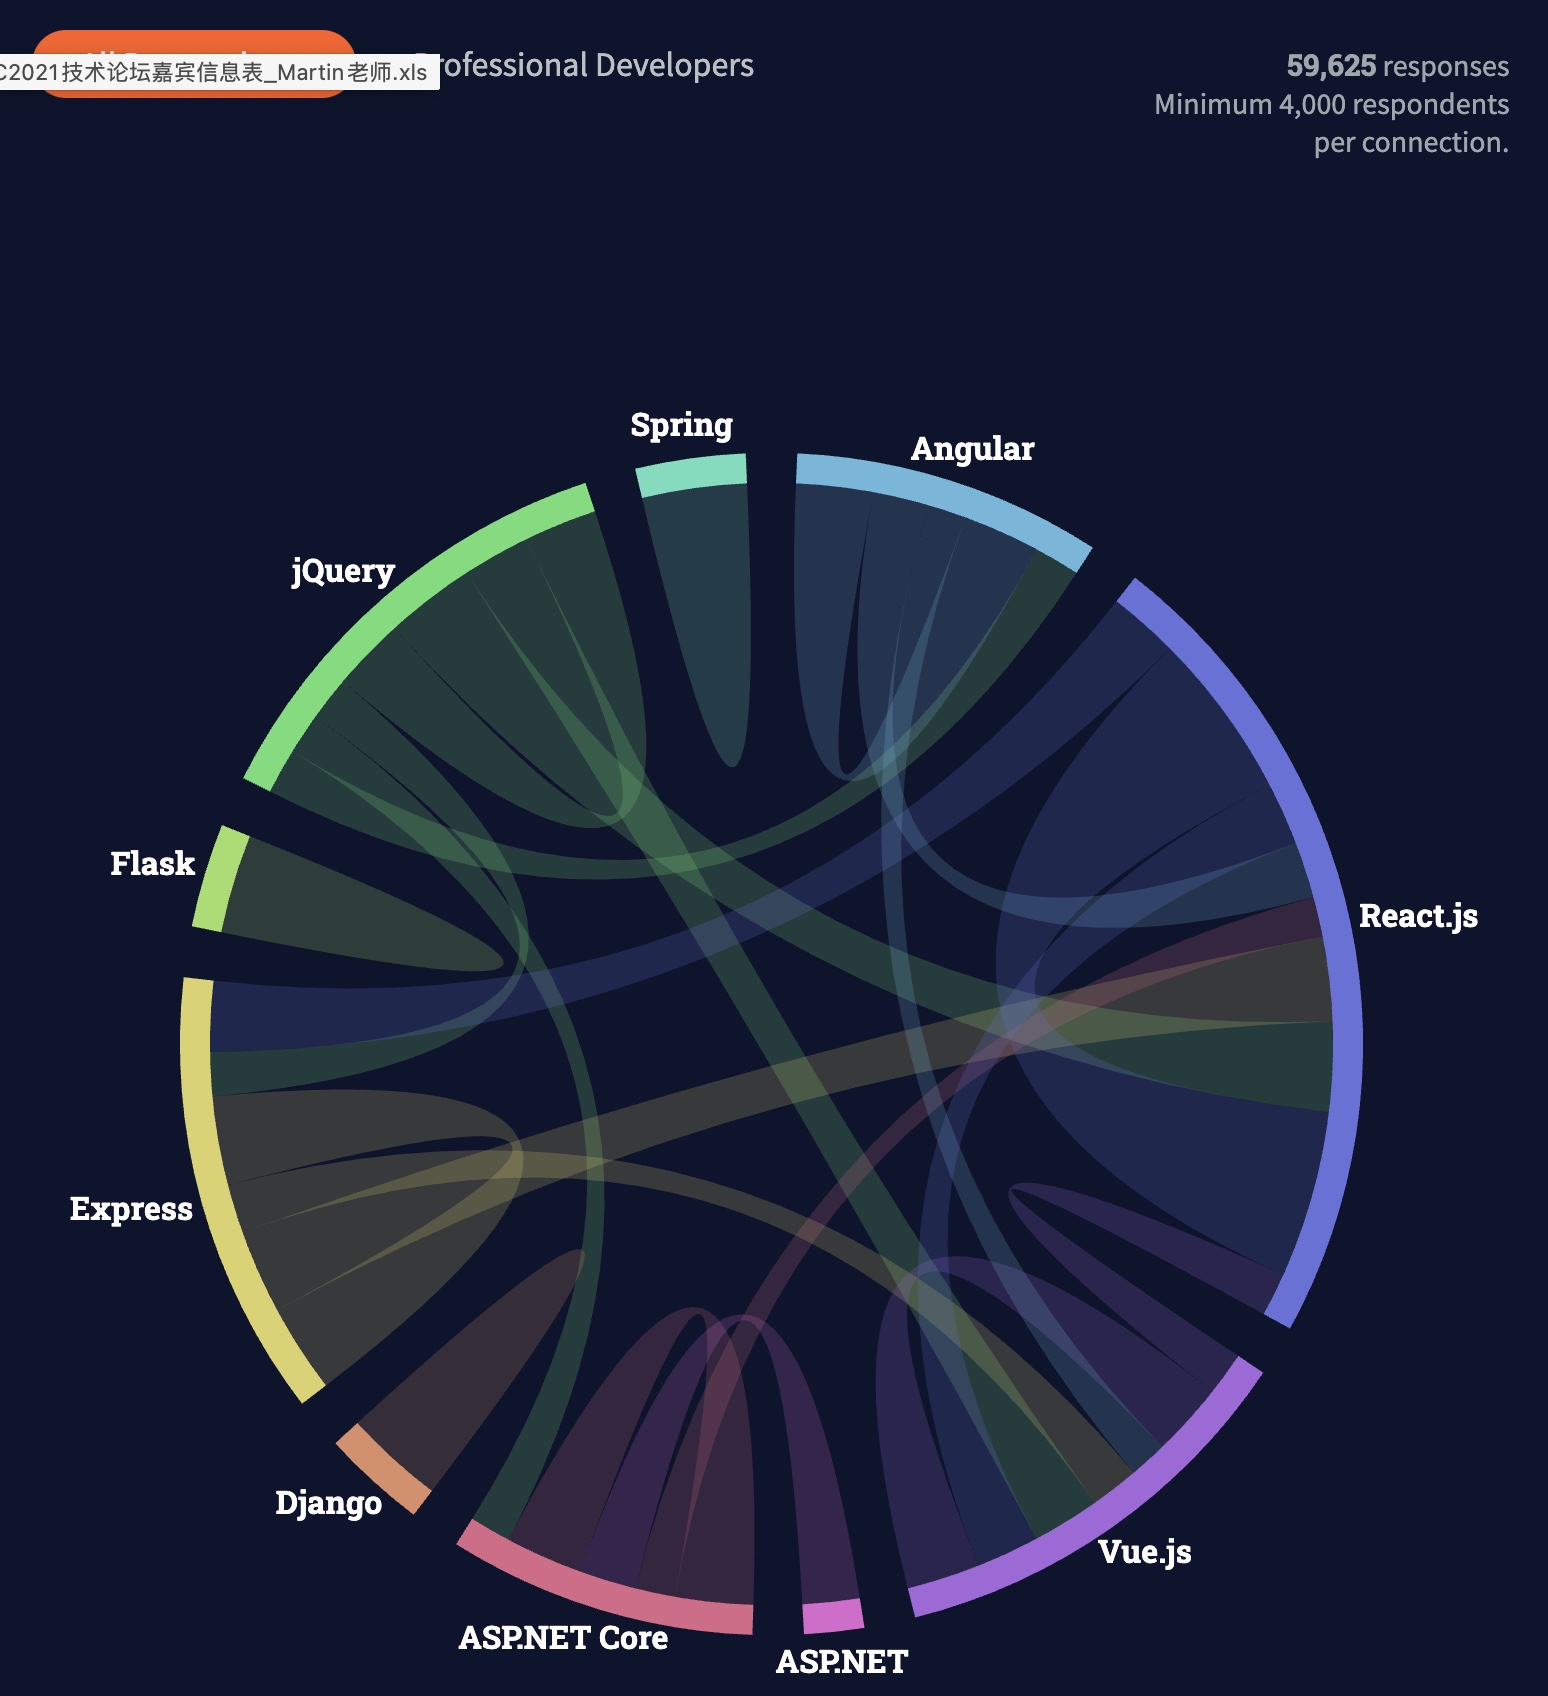 C2021技术论坛嘉宾信息表_Martin老师.xls
Professional Developers
59,625 responses
Minimum 4,000 respondents
per connection.
Spring
Angular
jQuery
Flask
React.js
Express
Django
Vue.js
ASP.NET Core
ASP.NET